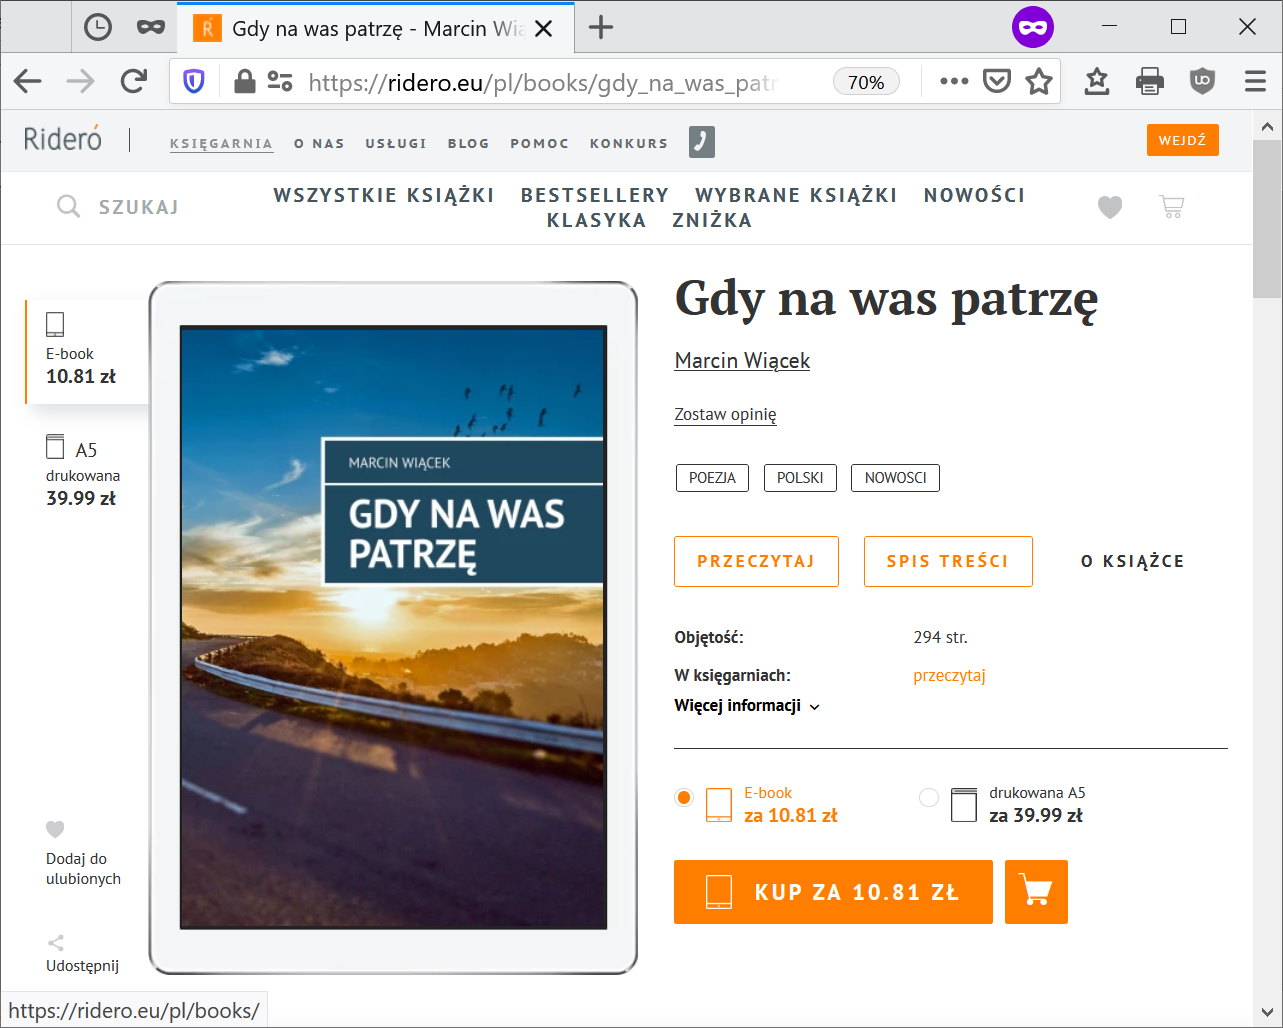 Gdy na was patrzę - Marcin Wią
https://ridero.eu/pl/books/gdy_na_was_patr
70%
Rideró
KSIĘGARNIA O NAS USŁUGI BLOG POMOC KONKURS
WEJDŹ
SZUKAJ
WSZYSTKIE KSIĄŻKI BESTSELLERY WYBRANE KSIĄŻKI NOWOŚCI
KLASYKA ZNIŻKA
E-book
10.81 zł
A5
drukowana
39.99 zł
Dodaj do
ulubionych
Udostępnij
MARCIN WIĄCEK
GDY NA WAS
PATRZĘ
Gdy na was patrzę
Marcin Wiącek
Zostaw opinię
POEZJA POLSKI NOWOSCI
PRZECZYTAJ SPIS TREŚCI O KSIĄŻCE
Objętość: 294 str.
W księgarniach: przeczytaj
Więcej informacji
E-book
za 10.81 zł
drukowana A5
za 39.99 zł
KUP ZA 10.81 ZŁ
https://ridero.eu/pl/books/